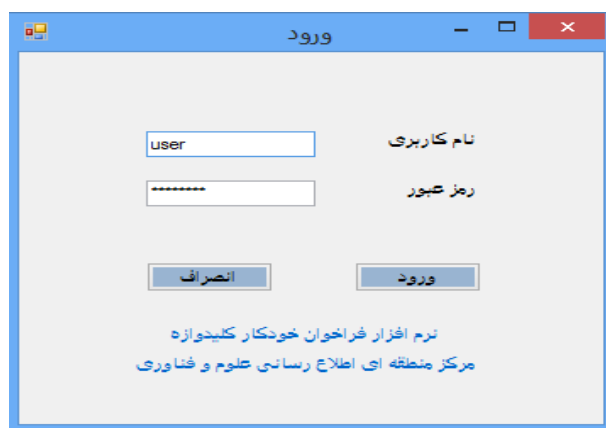 ورود
نام کاربری user
رمز عبور ********
ورود انصراف
نرم افزار فراخوان خودکار کلیدواژه
مرکز منطقه ای اطلاع رسانی علوم و فناوری